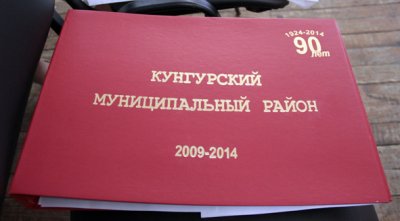 1924-2014
90 лет
КУНГУРСКИЙ
МУНИЦИПАЛЬНЫЙ РАЙОН
2009-2014